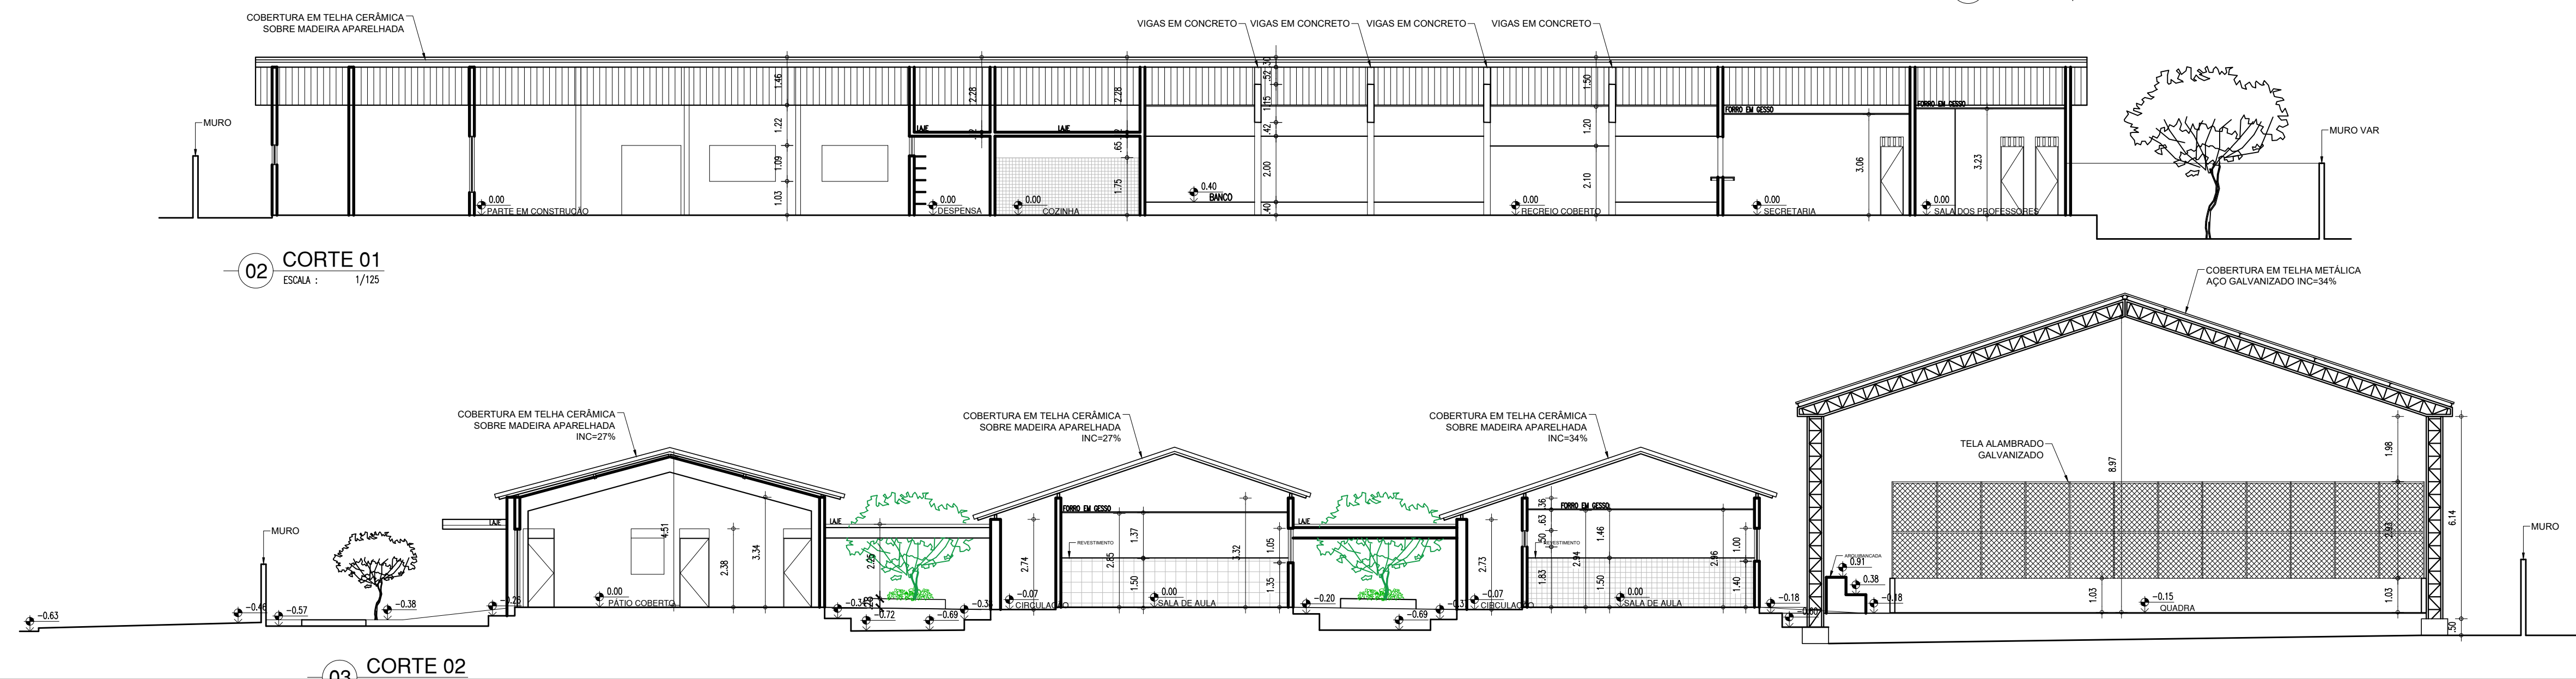 COBERTURA EM TELHA CERÂMICA
SOBRE MADEIRA APARELHADA
VIGAS EM CONCRETO
VIGAS EM CONCRETO
VIGAS EM CONCRETO
VIGAS EM CONCRETO
MURO
MURO VAR
1.46
1.22
1.09
1.03
2.28
2.28
.65
1.75
.30
.52
1.15
.42
2.00
.40
1.50
1.20
2.10
3.06
3.23
LAJE
LAJE
FORRO EM GESSO
FORRO EM GESSO
0.00
PARTE EM CONSTRUÇÃO
0.00
DESPENSA
0.00
COZINHA
0.40
BANCO
0.00
RECREIO COBERTO
0.00
SECRETARIA
0.00
SALA DOS PROFESSORES
02
CORTE 01
ESCALA :
1/125
COBERTURA EM TELHA METÁLICA
AÇO GALVANIZADO INC=34%
COBERTURA EM TELHA CERÂMICA
SOBRE MADEIRA APARELHADA
INC=27%
COBERTURA EM TELHA CERÂMICA
SOBRE MADEIRA APARELHADA
INC=27%
COBERTURA EM TELHA CERÂMICA
SOBRE MADEIRA APARELHADA
INC=34%
TELA ALAMBRADO
GALVANIZADO
MURO
MURO
LAJE
LAJE
LAJE
FORRO EM GESSO
FORRO EM GESSO
REVESTIMENTO
REVESTIMENTO
ARQUIBANCADA
4.51
2.38
3.34
2.25
2.74
2.85
1.37
1.50
3.32
1.05
1.35
2.73
.36
.63
.50
1.83
2.94
1.46
1.50
2.96
1.00
1.40
8.97
1.98
2.93
1.03
1.03
6.14
.50
-0.63
-0.46
-0.57
-0.38
0.00
PÁTIO COBERTO
-0.72
-0.69
-0.07
CIRCULAÇÃO
0.00
SALA DE AULA
-0.20
-0.69
-0.07
CIRCULAÇÃO
0.00
SALA DE AULA
-0.18
0.91
0.38
-0.18
-0.15
QUADRA
03
CORTE 02